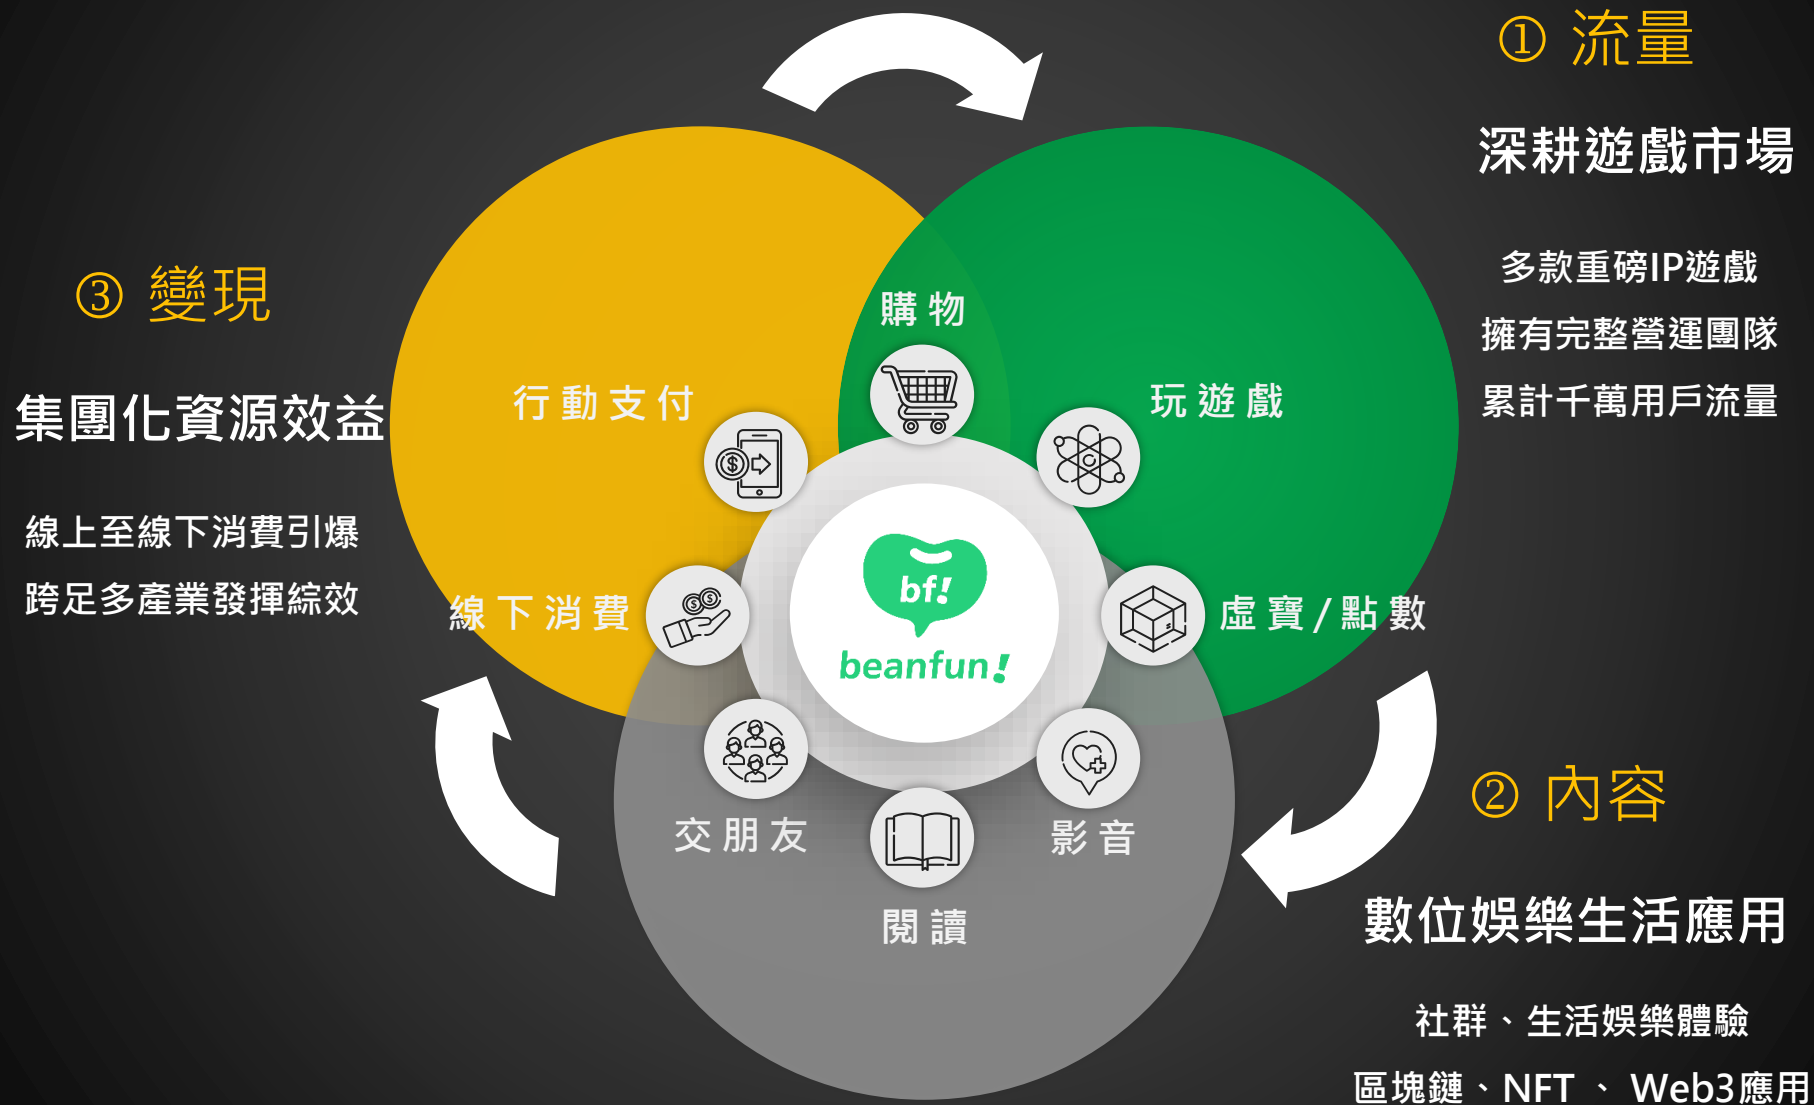 ① 流量
深耕遊戲市場
多款重磅IP遊戲
擁有完整營運團隊
累計千萬用戶流量
③ 變現
集團化資源效益
線上至線下消費引爆
跨足多產業發揮綜效
購物
行動支付
玩遊戲
線下消費
虛寶/點數
bf!
beanfun!
交朋友
影音
閱讀
② 內容
數位娛樂生活應用
社群、生活娛樂體驗
區塊鏈、NFT 、 Web3應用